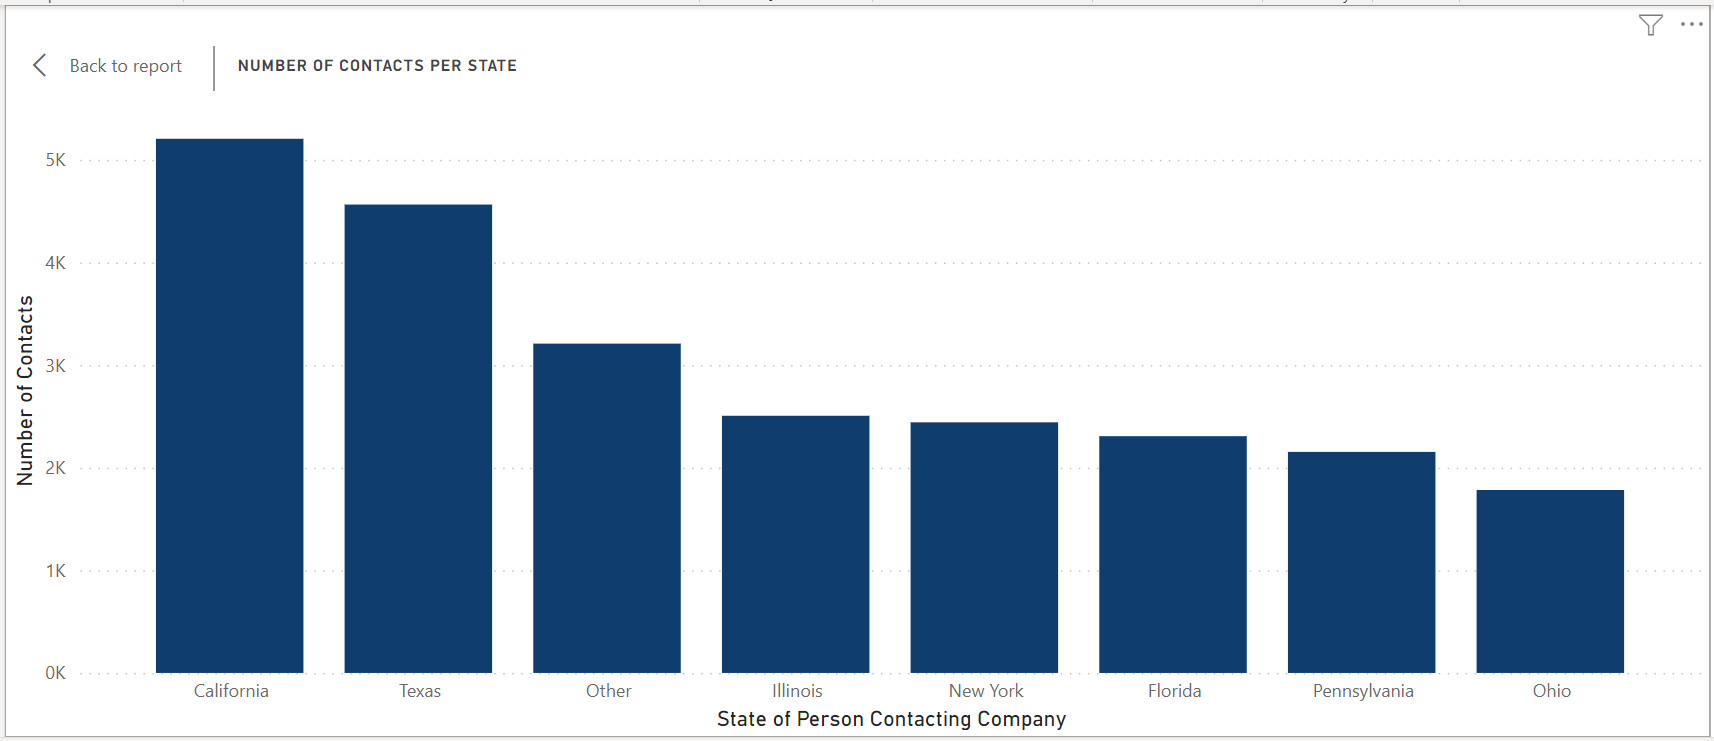 Back to report
NUMBER OF CONTACTS PER STATE
Number of Contacts
5K
4K
3K
2K
1K
0K
California
Texas
Other
Illinois
New York
Florida
Pennsylvania
Ohio
State of Person Contacting Company